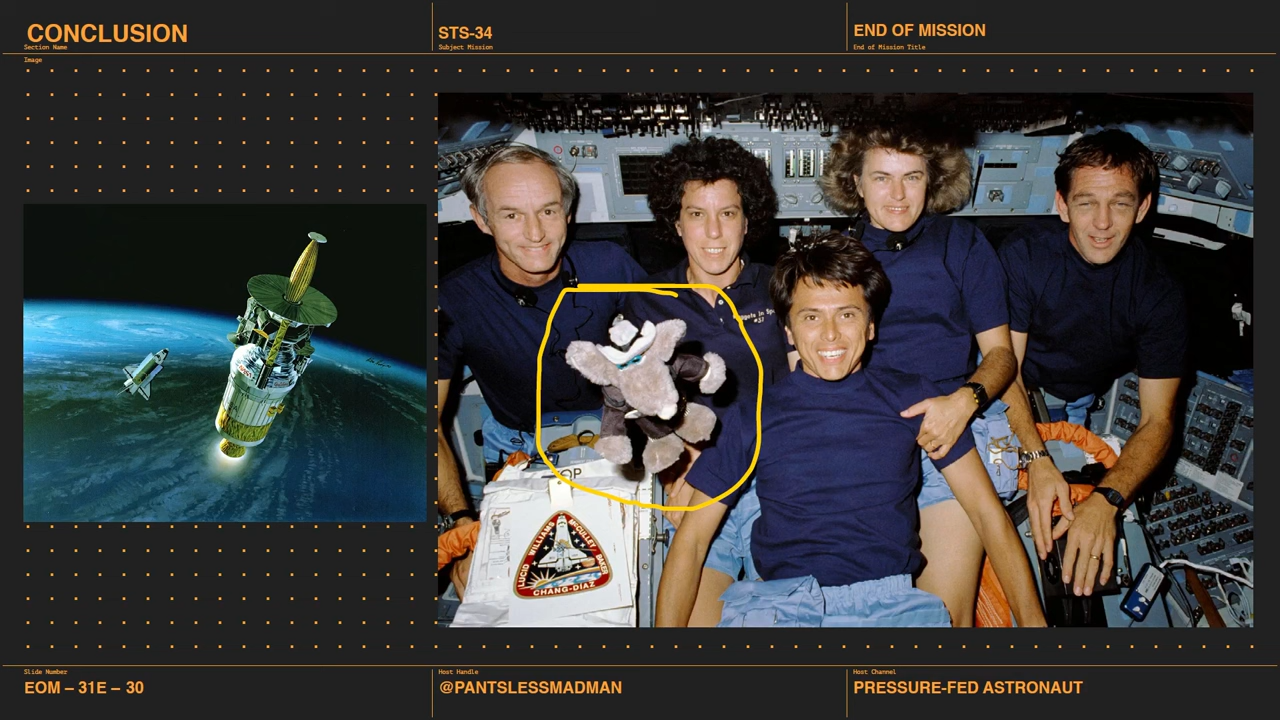 CONCLUSION
Section Name
STS-34
Subject Mission
END OF MISSION
End of Mission Title
Image
TOP
WILLIAMS
McCULLEY
LUCID
BAKER
CHANG-DIAZ
Slide Number
EOM – 31E – 30
Host Handle
@PANTSLESSMADMAN
Host Channel
PRESSURE-FED ASTRONAUT